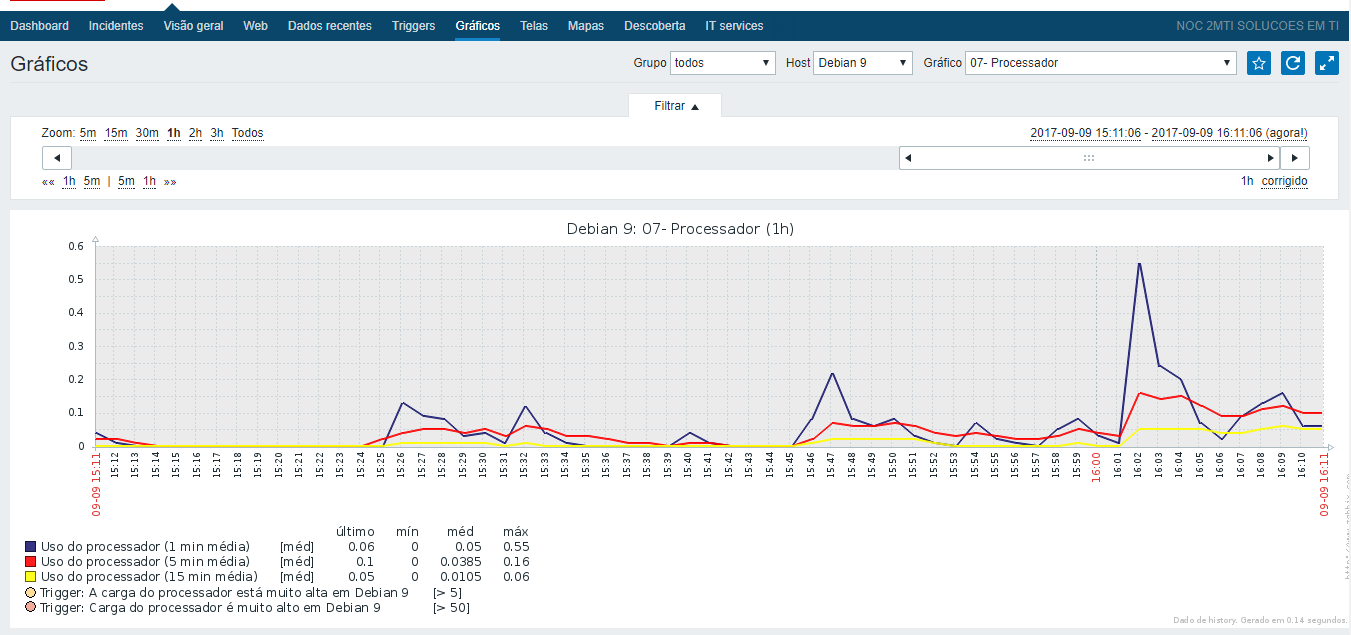 Dashboard Incidentes Visão geral Web Dados recentes Triggers Gráficos Telas Mapas Descoberta IT services NOC 2MTI SOLUCOES EM TI
Gráficos Grupo todos Host Debian 9 Gráfico 07- Processador
Filtrar ▲
Zoom: 5m 15m 30m 1h 2h 3h Todos 2017-09-09 15:11:06 - 2017-09-09 16:11:06 (agora!)
«« 1h 5m | 5m 1h »» 1h corrigido
Debian 9: 07- Processador (1h)
0.6
0.5
0.4
0.3
0.2
0.1
0
09-09 15:11 15:12 15:13 15:14 15:15 15:16 15:17 15:18 15:19 15:20 15:21 15:22 15:23 15:24 15:25 15:26 15:27 15:28 15:29 15:30 15:31 15:32 15:33 15:34 15:35 15:36 15:37 15:38 15:39 15:40 15:41 15:42 15:43 15:44 15:45 15:46 15:47 15:48 15:49 15:50 15:51 15:52 15:53 15:54 15:55 15:56 15:57 15:58 15:59 16:00 16:01 16:02 16:03 16:04 16:05 16:06 16:07 16:08 16:09 16:10 09-09 16:11
último mín méd máx
Uso do processador (1 min média) [méd] 0.06 0 0.05 0.55
Uso do processador (5 min média) [méd] 0.1 0 0.0385 0.16
Uso do processador (15 min média) [méd] 0.05 0 0.0105 0.06
Trigger: A carga do processador está muito alta em Debian 9 [> 5]
Trigger: Carga do processador é muito alto em Debian 9 [> 50]
Dado de history. Gerado em 0.14 segundos.